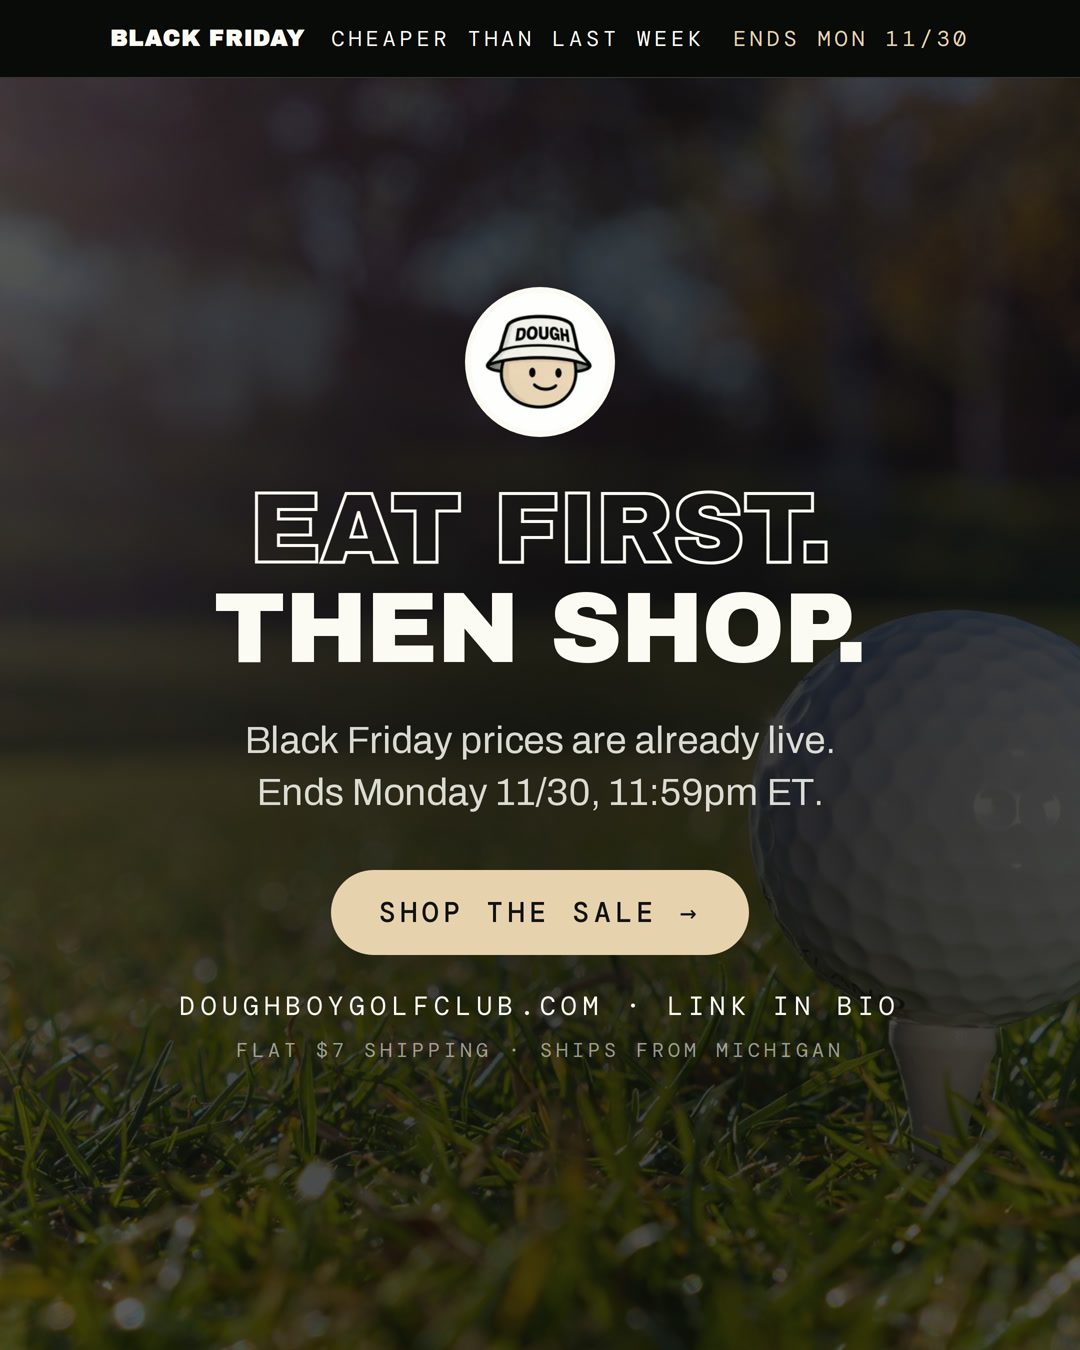 BLACK FRIDAY CHEAPER THAN LAST WEEK ENDS MON 11/30
DOUGH
EAT FIRST.
THEN SHOP.
Black Friday prices are already live.
Ends Monday 11/30, 11:59pm ET.
SHOP THE SALE →
DOUGHBOYGOLFCLUB.COM · LINK IN BIO
FLAT $7 SHIPPING · SHIPS FROM MICHIGAN